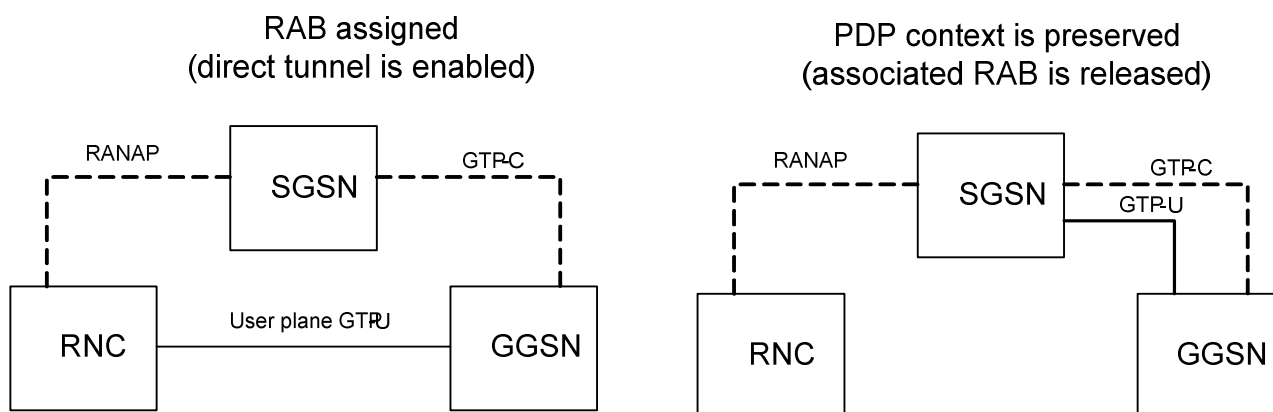 RAB assigned
(direct tunnel is enabled)
RANAP
GTP-C
SGSN
RNC
User plane GTP-U
GGSN
PDP context is preserved
(associated RAB is released)
RANAP
GTP-C
SGSN
GTP-U
RNC
GGSN